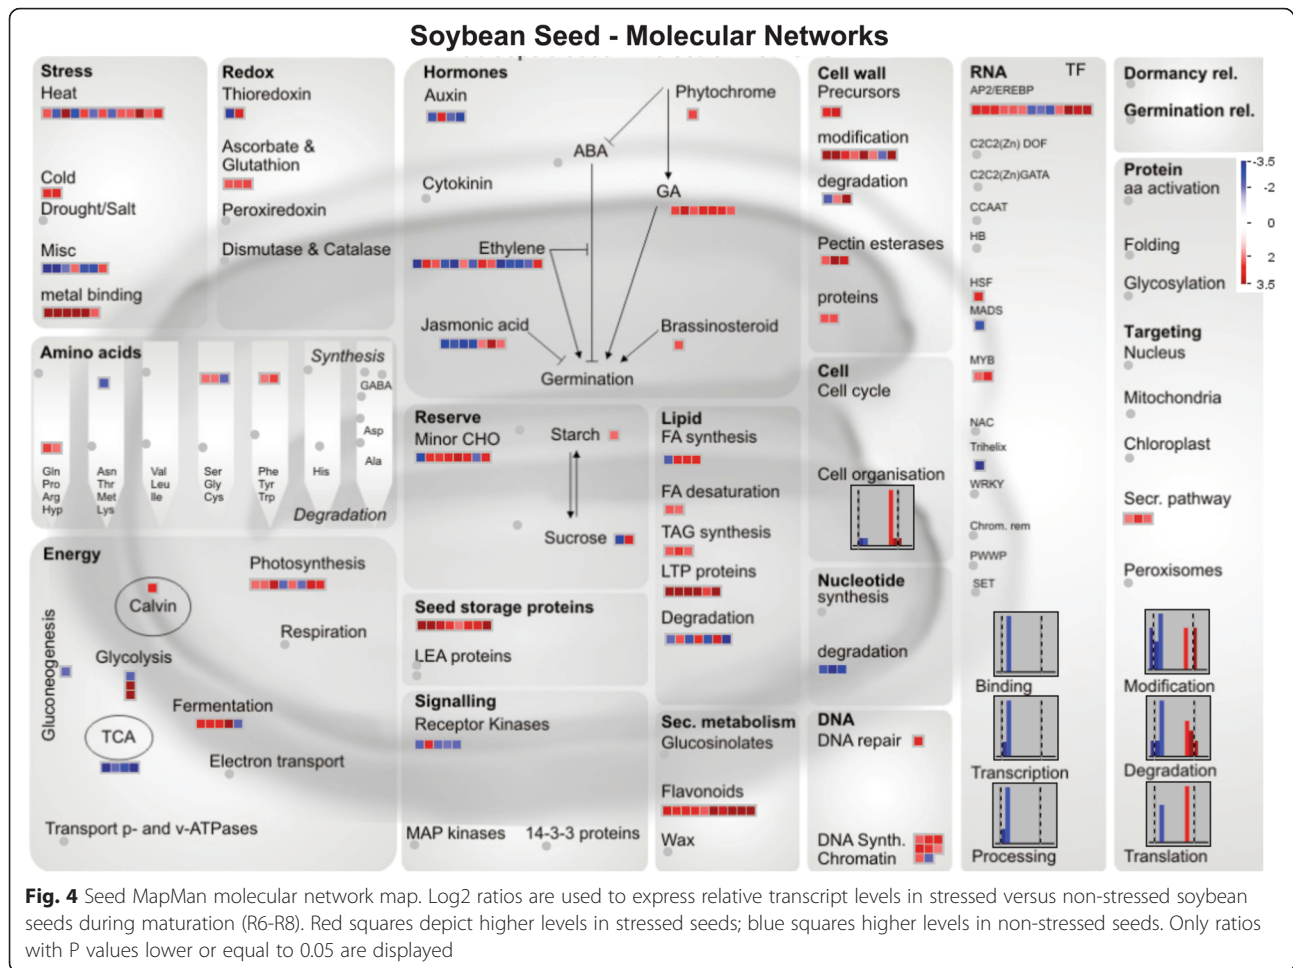 Soybean Seed - Molecular Networks
Stress
Heat
Cold
Drought/Salt
Misc
metal binding
Redox
Thioredoxin
Ascorbate &
Glutathion
Peroxiredoxin
Dismutase & Catalase
Hormones
Auxin
Phytochrome
ABA
Cytokinin
GA
Ethylene
Jasmonic acid
Brassinosteroid
Germination
Cell wall
Precursors
modification
degradation
Pectin esterases
proteins
Cell
Cell cycle
Cell organisation
Nucleotide
synthesis
degradation
DNA
DNA repair
DNA Synth.
Chromatin
RNA
TF
AP2/EREBP
C2C2(Zn) DOF
C2C2(Zn)GATA
CCAAT
HB
HSF
MADS
MYB
NAC
Trihelix
WRKY
Chrom. rem
PWWP
SET
Binding
Transcription
Processing
Dormancy rel.
Germination rel.
Protein
aa activation
Folding
Glycosylation
Targeting
Nucleus
Mitochondria
Chloroplast
Secr. pathway
Peroxisomes
Modification
Degradation
Translation
-3.5
-2
0
2
3.5
Amino acids
Synthesis
GABA
Asp
Ala
Gln
Pro
Arg
Hyp
Asn
Thr
Met
Lys
Val
Leu
Ile
Ser
Gly
Cys
Phe
Tyr
Trp
His
Degradation
Reserve
Minor CHO
Starch
Sucrose
Lipid
FA synthesis
FA desaturation
TAG synthesis
LTP proteins
Degradation
Energy
Photosynthesis
Calvin
Respiration
Gluconeogenesis
Glycolysis
Fermentation
TCA
Electron transport
Transport p- and v-ATPases
Seed storage proteins
LEA proteins
Signalling
Receptor Kinases
MAP kinases
14-3-3 proteins
Sec. metabolism
Glucosinolates
Flavonoids
Wax
Fig. 4 Seed MapMan molecular network map. Log2 ratios are used to express relative transcript levels in stressed versus non-stressed soybean
seeds during maturation (R6-R8). Red squares depict higher levels in stressed seeds; blue squares higher levels in non-stressed seeds. Only ratios
with P values lower or equal to 0.05 are displayed